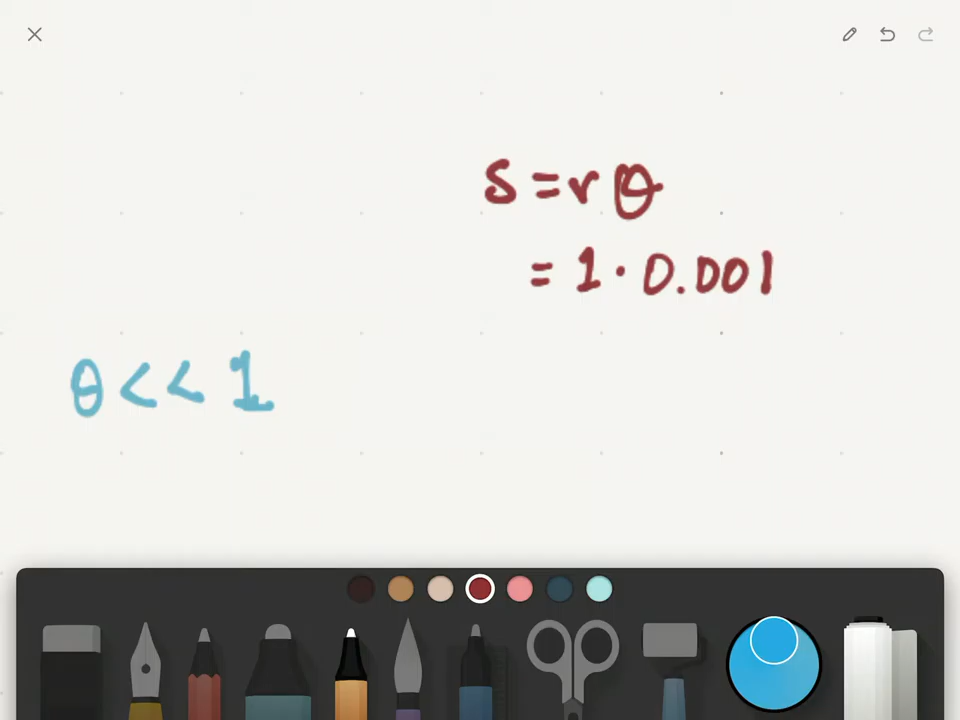 S = r θ
= 1 · 0.001
θ << 1